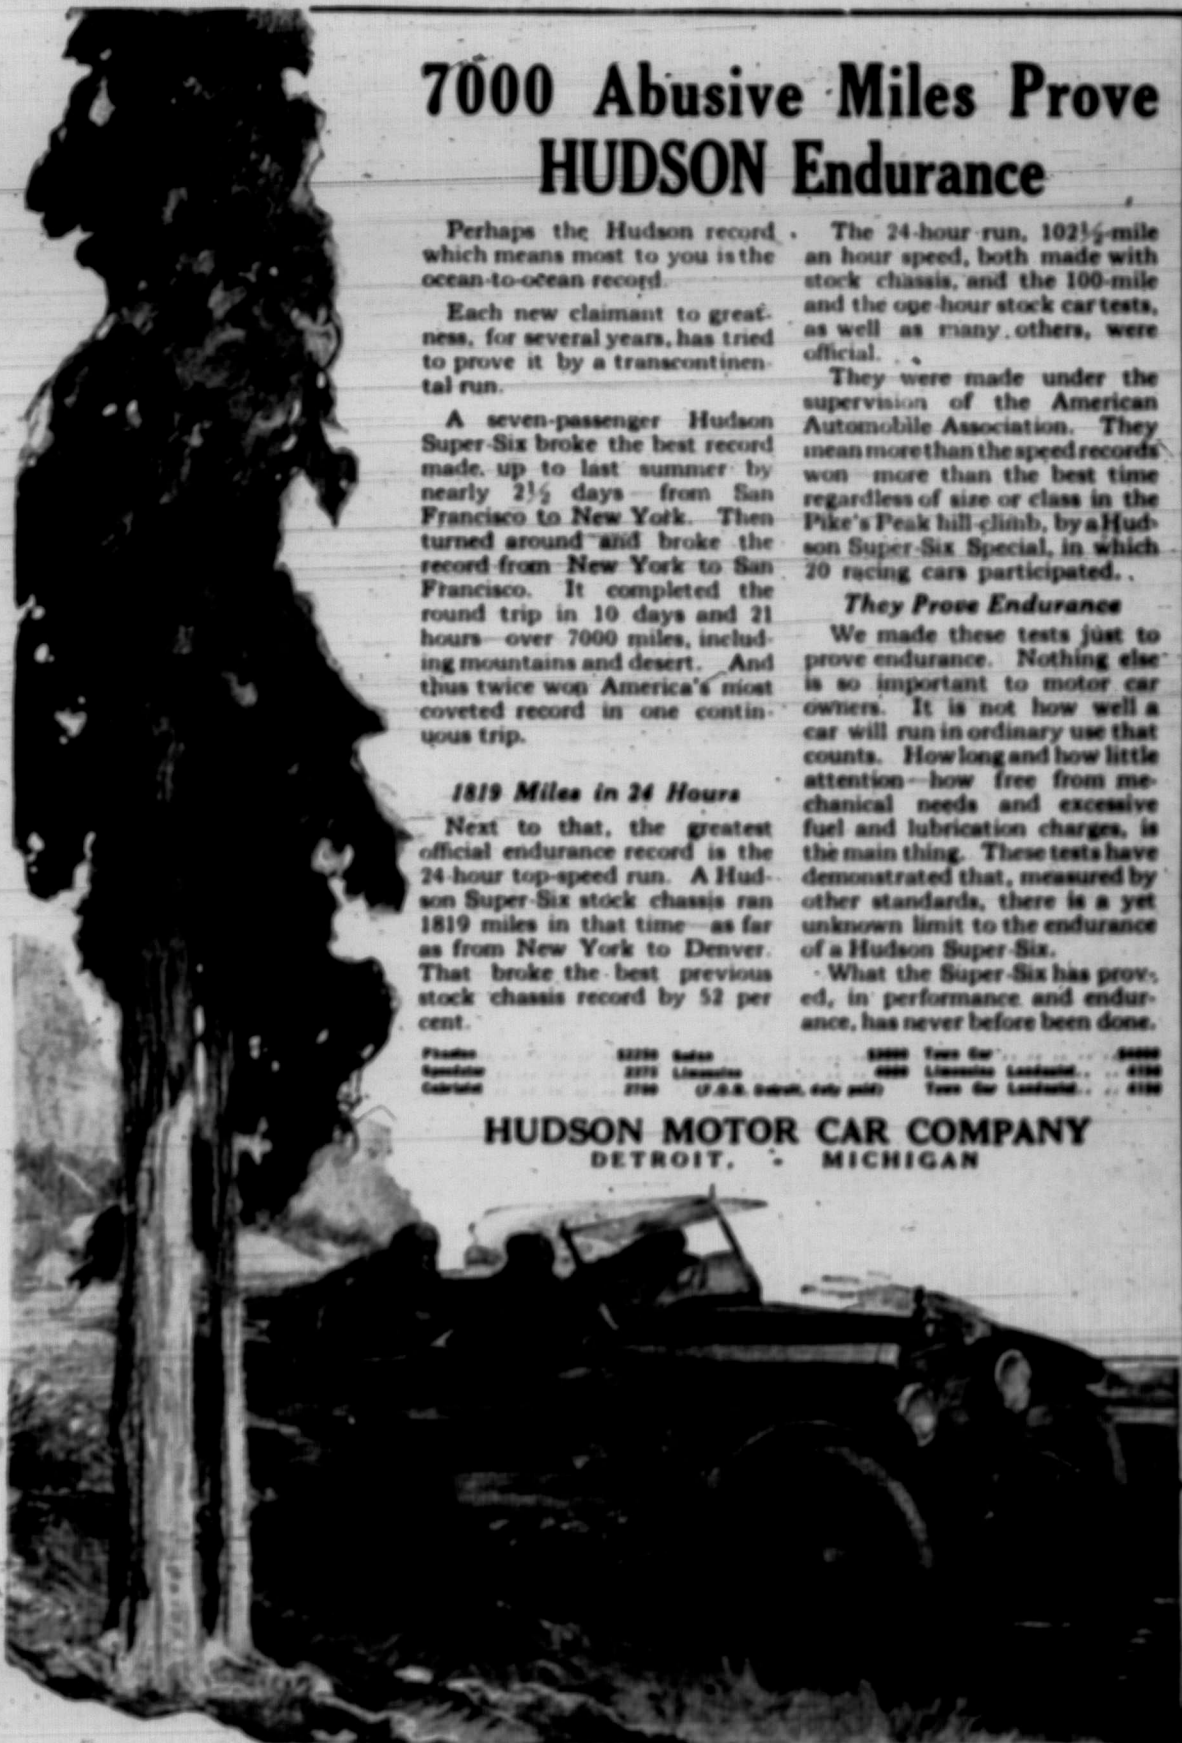 7000 Abusive Miles Prove
HUDSON Endurance
Perhaps the Hudson record
which means most to you is the
ocean-to-ocean record.
Each new claimant to great-
ness, for several years, has tried
to prove it by a transcontinen-
tal run.
A seven-passenger Hudson
Super-Six broke the best record
made up to last summer by
nearly 2½ days—from San
Francisco to New York. Then
turned around and broke the
record from New York to San
Francisco. It completed the
round trip in 10 days and 21
hours—over 7000 miles, includ-
ing mountains and desert. And
thus twice won America's most
coveted record in one contin-
uous trip.
1819 Miles in 24 Hours
Next to that, the greatest
official endurance record is the
24-hour top-speed run. A Hud-
son Super-Six stock chassis ran
1819 miles in that time—as far
as from New York to Denver.
That broke the best previous
stock chassis record by 52 per
cent.
The 24-hour run, 102½-mile
an hour speed, both made with
stock chassis, and the 100-mile
and the one-hour stock car tests,
as well as many others, were
official.
They were made under the
supervision of the American
Automobile Association. They
mean more than the speed records
won—more than the best time
regardless of size or class in the
Pike's Peak hill-climb, by a Hud-
son Super-Six Special, in which
20 racing cars participated.
They Prove Endurance
We made these tests just to
prove endurance. Nothing else
is so important to motor car
owners. It is not how well a
car will run in ordinary use that
counts. How long and how little
attention—how free from me-
chanical needs and excessive
fuel and lubrication charges, is
the main thing. These tests have
demonstrated that, measured by
other standards, there is a yet
unknown limit to the endurance
of a Hudson Super-Six.
What the Super-Six has prov-
ed, in performance and endur-
ance, has never before been done.
Phaeton Sedan Town Car
Speedster Limousine Limousine Landaulet
Cabriolet (F.O.B. Detroit, duty paid) Town Car Landaulet
HUDSON MOTOR CAR COMPANY
DETROIT, - MICHIGAN